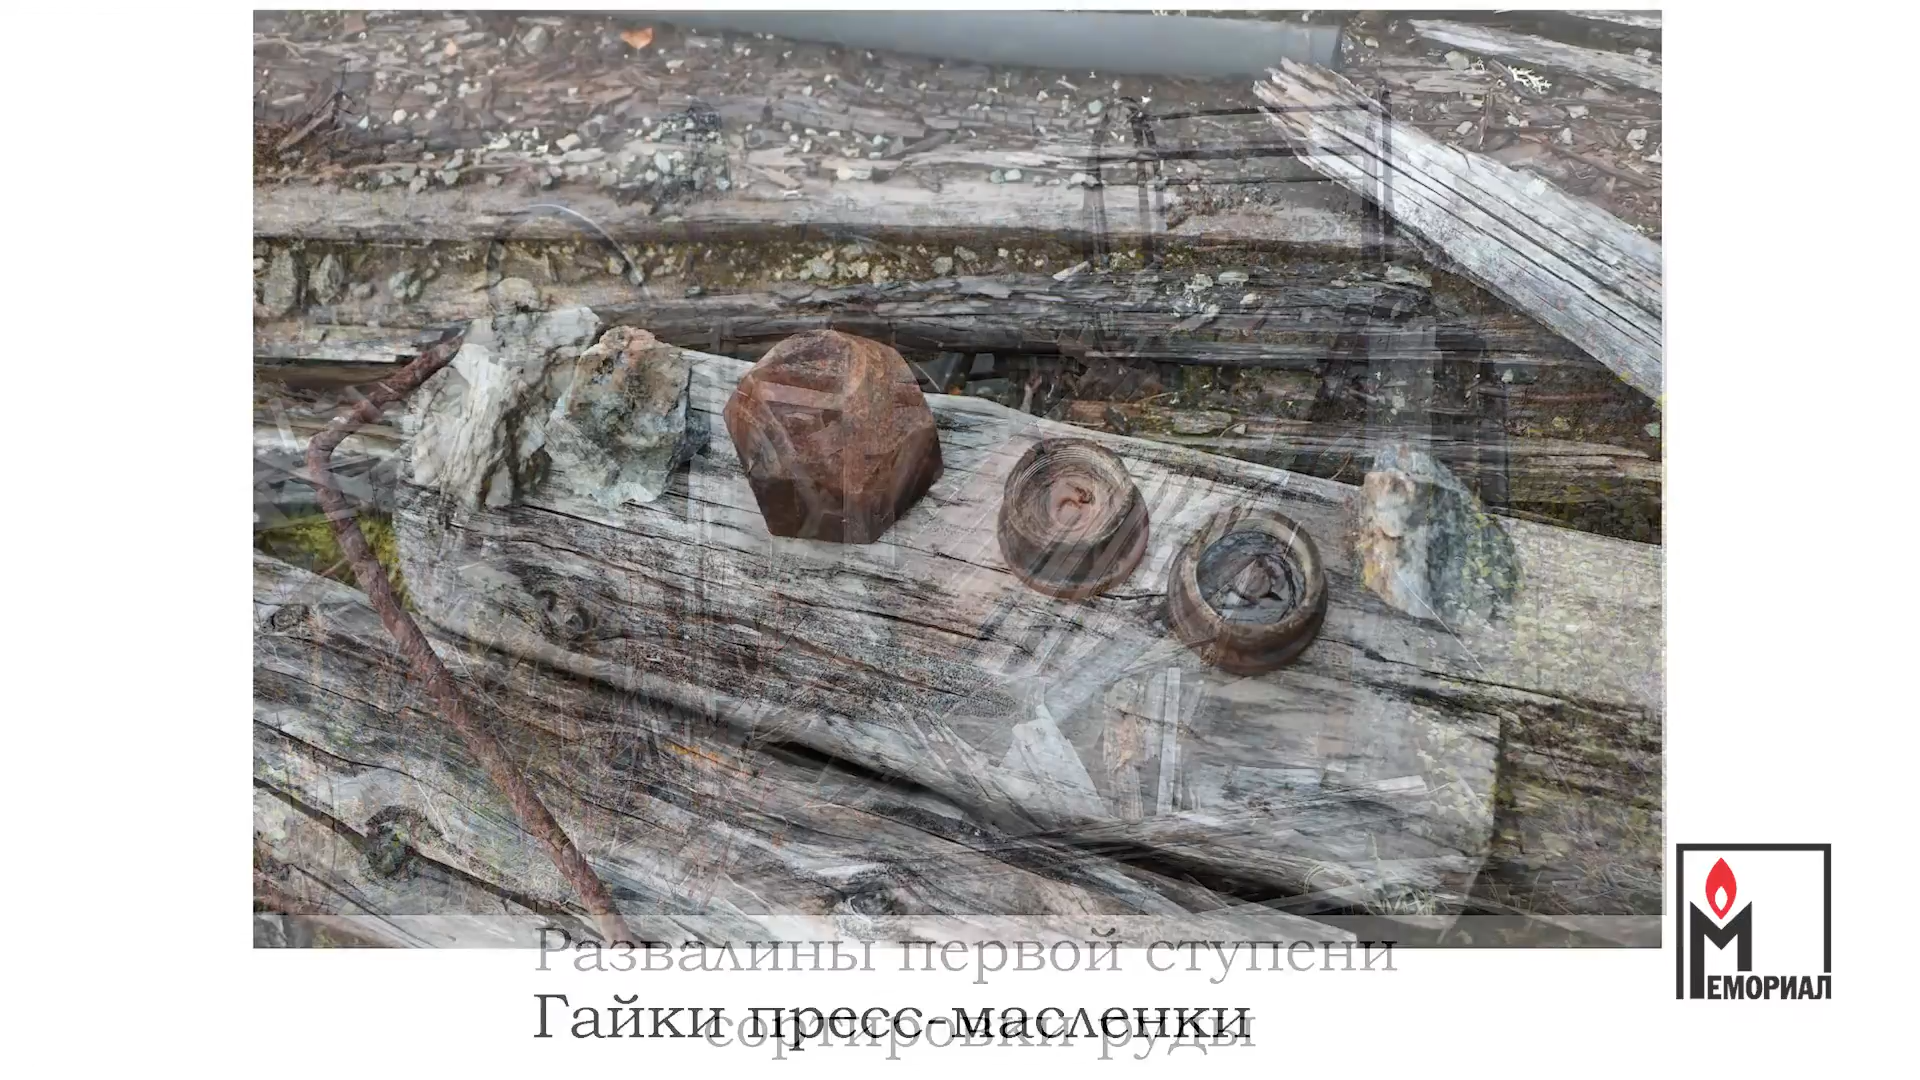 Развалины первой ступени
Гайки пресс-масленки
сортировки руды
МЕМОРИАЛ